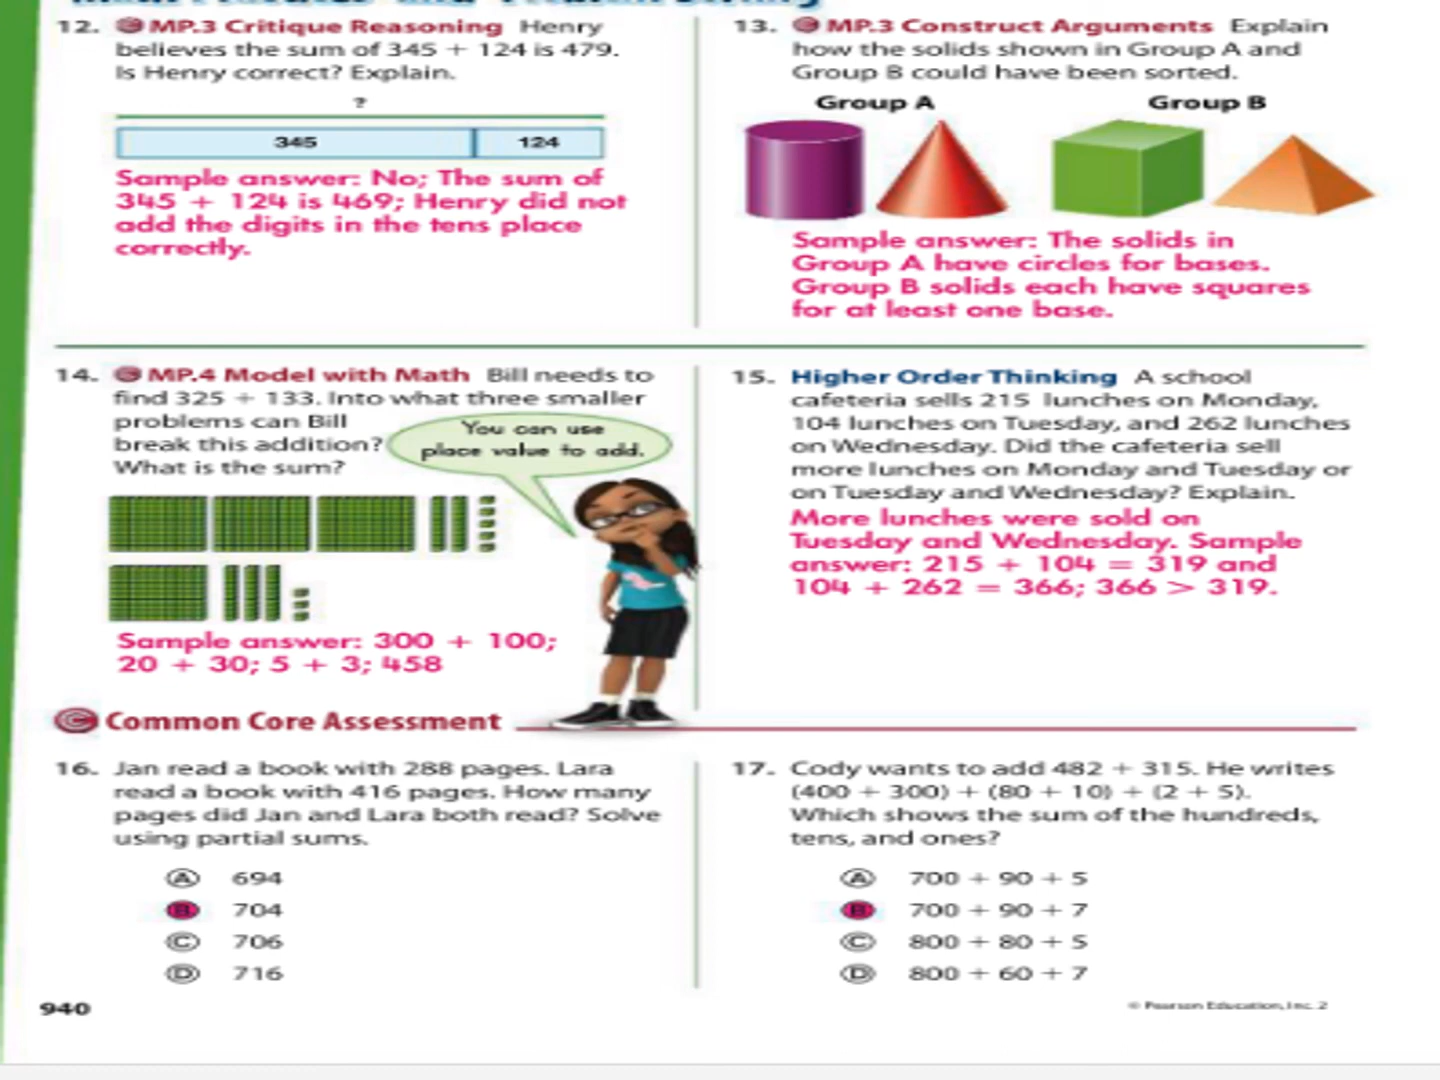 12. MP.3 Critique Reasoning Henry
believes the sum of 345 + 124 is 479.
Is Henry correct? Explain.
?
345 124
Sample answer: No; The sum of
345 + 124 is 469; Henry did not
add the digits in the tens place
correctly.
13. MP.3 Construct Arguments Explain
how the solids shown in Group A and
Group B could have been sorted.
Group A Group B
Sample answer: The solids in
Group A have circles for bases.
Group B solids each have squares
for at least one base.
14. MP.4 Model with Math Bill needs to
find 325 + 133. Into what three smaller
problems can Bill
break this addition?
What is the sum?
You can use
place value to add.
Sample answer: 300 + 100;
20 + 30; 5 + 3; 458
15. Higher Order Thinking A school
cafeteria sells 215 lunches on Monday,
104 lunches on Tuesday, and 262 lunches
on Wednesday. Did the cafeteria sell
more lunches on Monday and Tuesday or
on Tuesday and Wednesday? Explain.
More lunches were sold on
Tuesday and Wednesday. Sample
answer: 215 + 104 = 319 and
104 + 262 = 366; 366 > 319.
Common Core Assessment
16. Jan read a book with 288 pages. Lara
read a book with 416 pages. How many
pages did Jan and Lara both read? Solve
using partial sums.
A 694
B 704
C 706
D 716
17. Cody wants to add 482 + 315. He writes
(400 + 300) + (80 + 10) + (2 + 5).
Which shows the sum of the hundreds,
tens, and ones?
A 700 + 90 + 5
B 700 + 90 + 7
C 800 + 80 + 5
D 800 + 60 + 7
940
© Pearson Education, Inc. 2